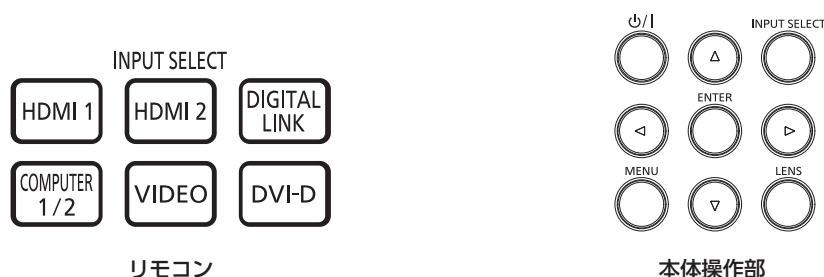 INPUT SELECT
HDMI 1
HDMI 2
DIGITAL
LINK
COMPUTER
1/2
VIDEO
DVI-D
リモコン
⏻/|
INPUT SELECT
ENTER
MENU
LENS
本体操作部